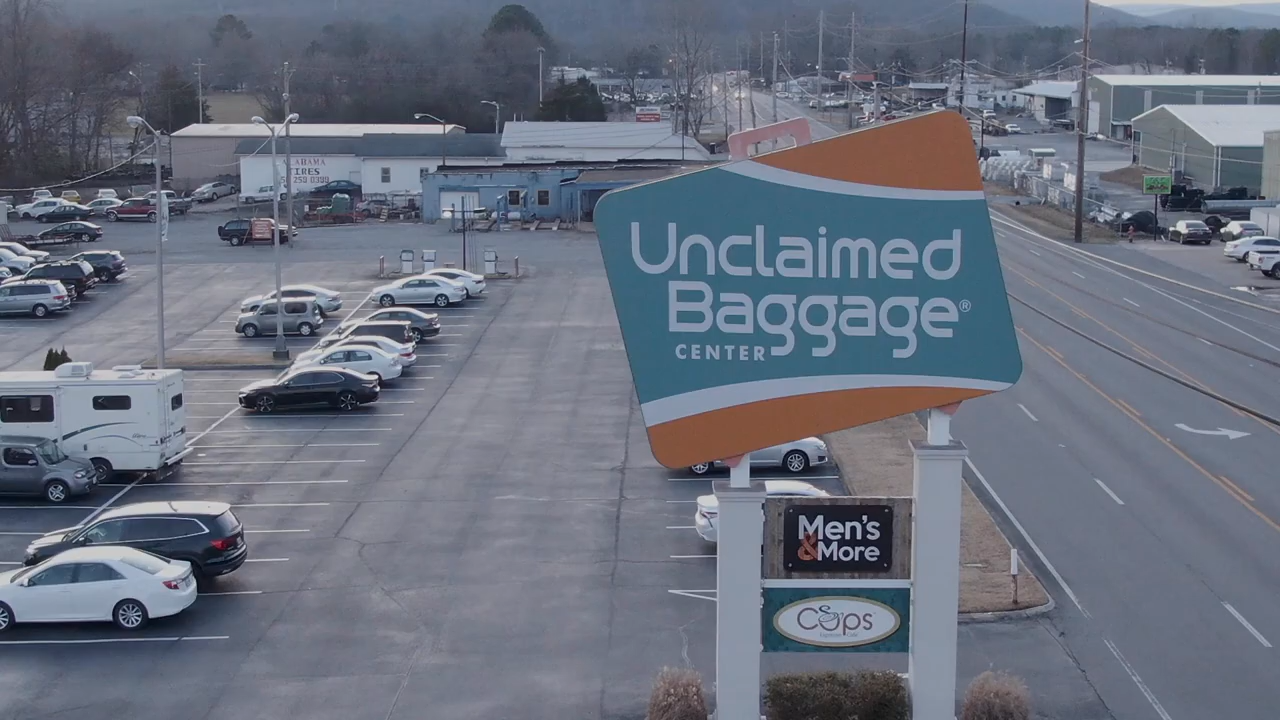 ALABAMA
TIRES
Unclaimed
Baggage®
CENTER
Men's
&More
Cups